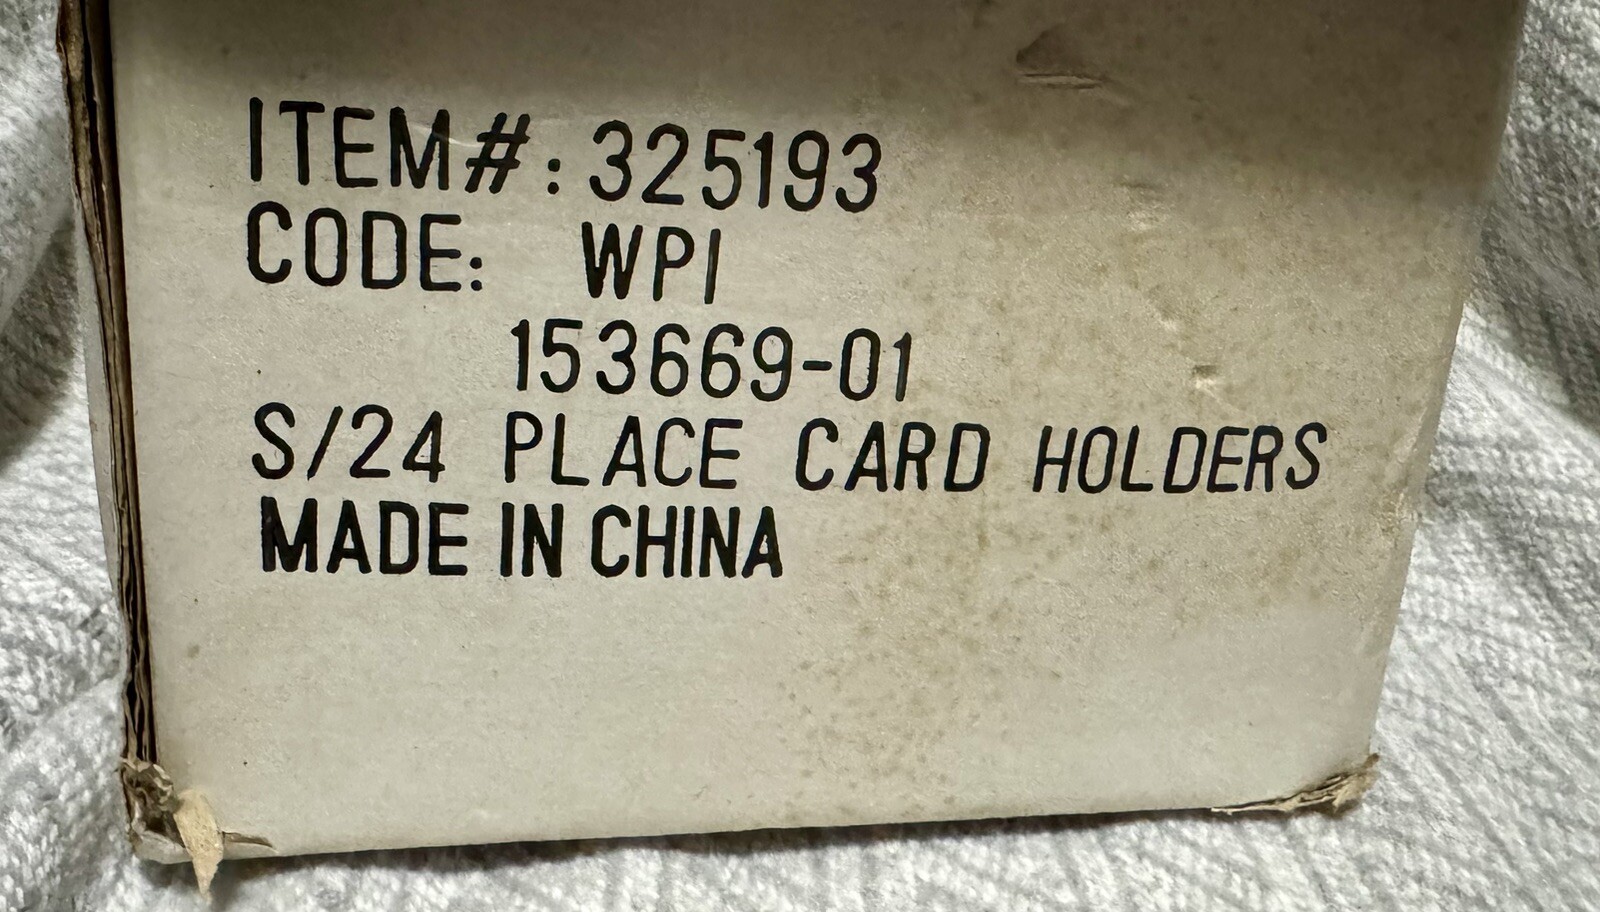 ITEM#: 325193
CODE: WPI
153669-01
S/24 PLACE CARD HOLDERS
MADE IN CHINA